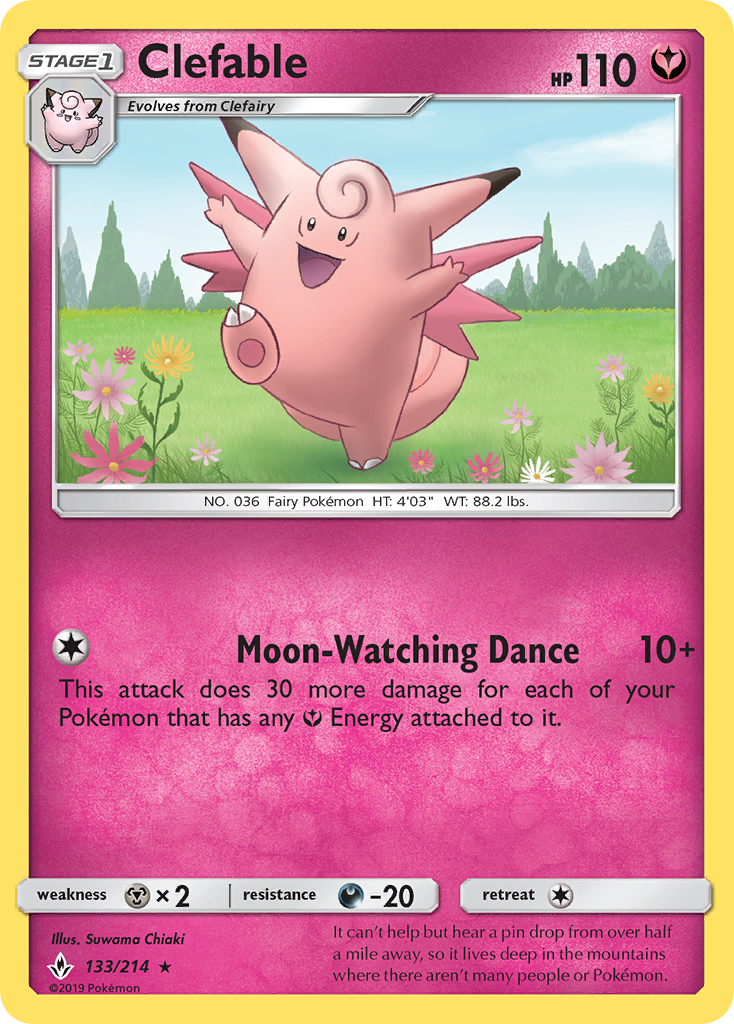 STAGE1
Clefable
HP110
Evolves from Clefairy
NO. 036 Fairy Pokémon HT: 4'03" WT: 88.2 lbs.
Moon-Watching Dance 10+
This attack does 30 more damage for each of your
Pokémon that has any Energy attached to it.
weakness ×2 resistance -20 retreat
Illus. Suwama Chiaki
133/214 ★
©2019 Pokémon
It can't help but hear a pin drop from over half
a mile away, so it lives deep in the mountains
where there aren't many people or Pokémon.